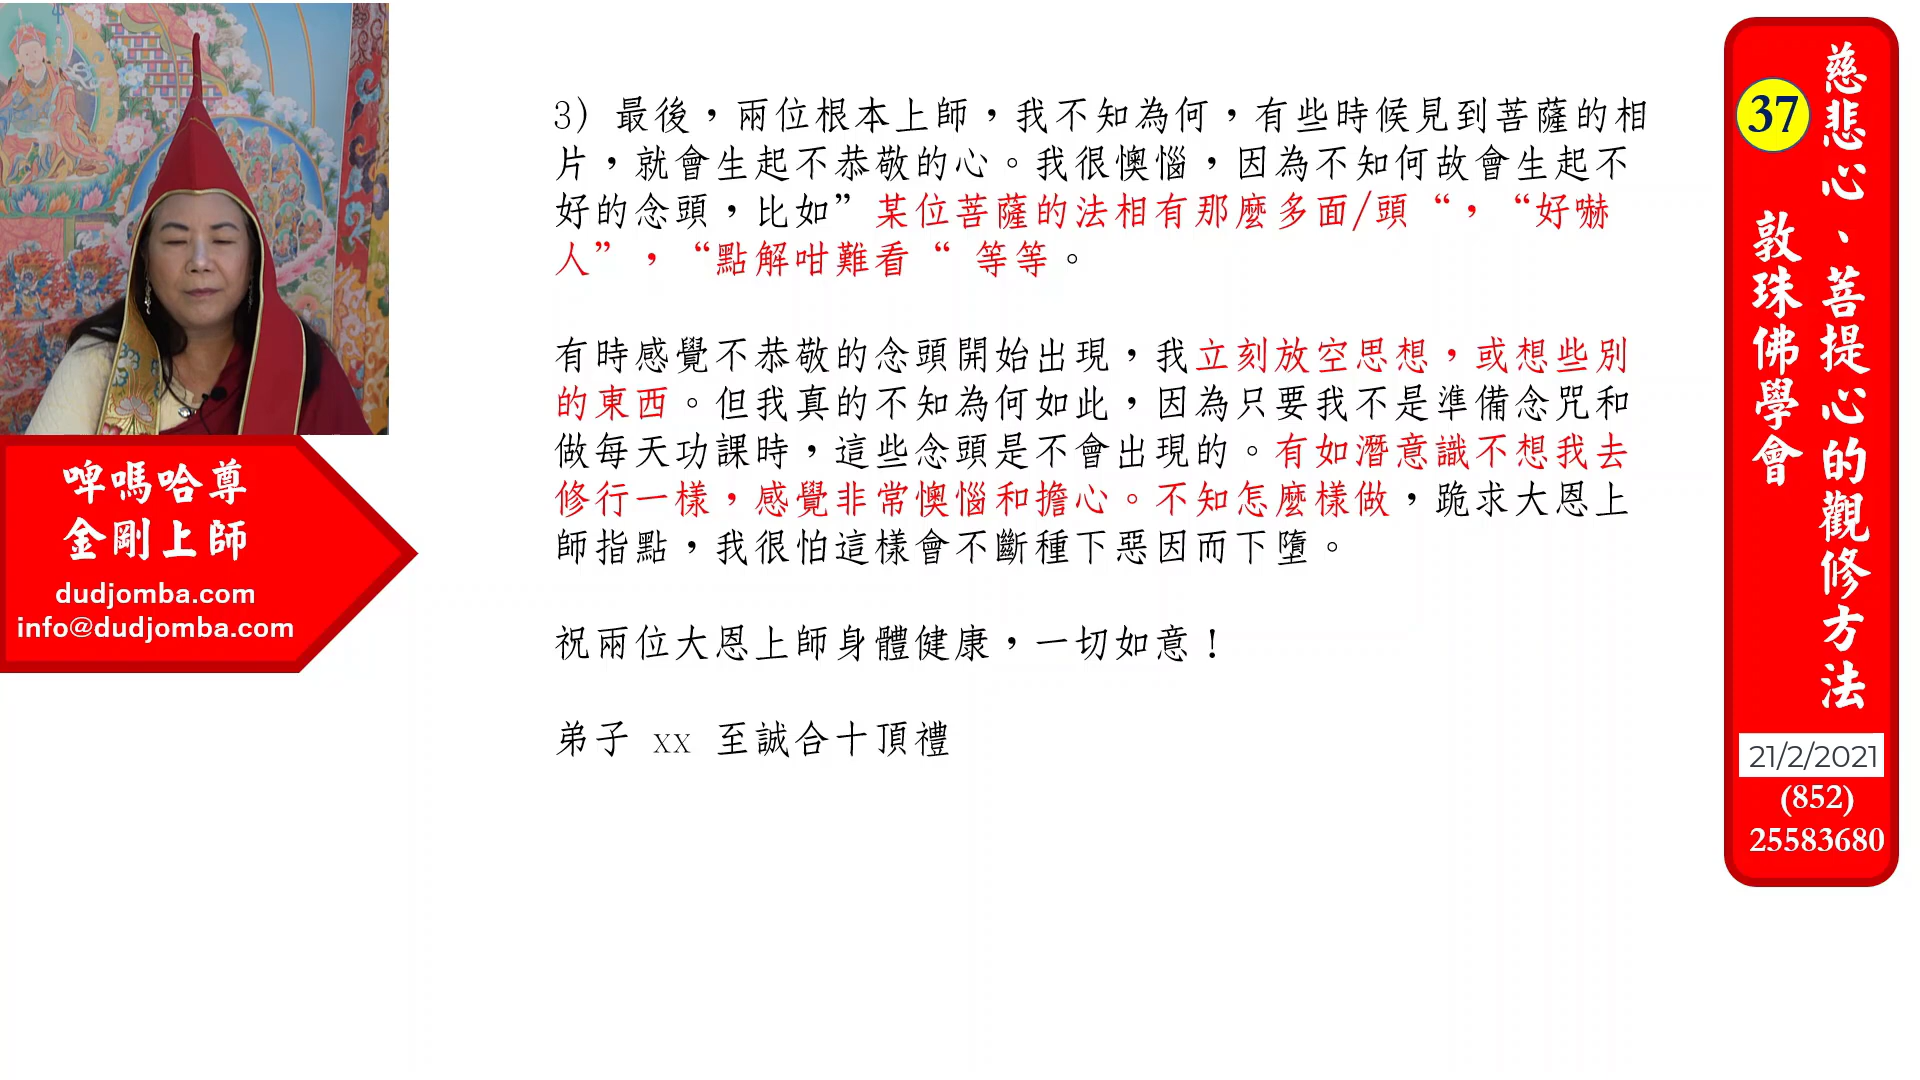 3) 最後，兩位根本上師，我不知為何，有些時候見到菩薩的相
片，就會生起不恭敬的心。我很懊惱，因為不知何故會生起不
好的念頭，比如”某位菩薩的法相有那麼多面/頭“，“好嚇
人”，“點解咁難看“ 等等。
有時感覺不恭敬的念頭開始出現，我立刻放空思想，或想些別
的東西。但我真的不知為何如此，因為只要我不是準備念咒和
做每天功課時，這些念頭是不會出現的。有如潛意識不想我去
修行一樣，感覺非常懊惱和擔心。不知怎麼樣做，跪求大恩上
師指點，我很怕這樣會不斷種下惡因而下墮。
祝兩位大恩上師身體健康，一切如意！
弟子 xx 至誠合十頂禮
啤嗎哈尊
金剛上師
dudjomba.com
info@dudjomba.com
慈悲心、菩提心的觀修方法
37
敦珠佛學會
21/2/2021
(852)
25583680